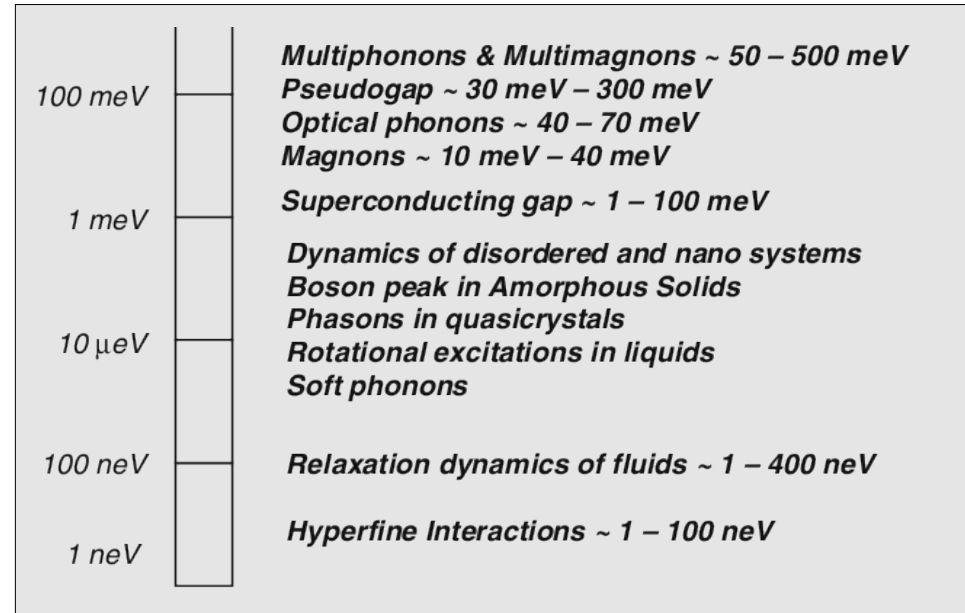 Multiphonons & Multimagnons ~ 50 – 500 meV
100 meV
Pseudogap ~ 30 meV – 300 meV
Optical phonons ~ 40 – 70 meV
Magnons ~ 10 meV – 40 meV
Superconducting gap ~ 1 – 100 meV
1 meV
Dynamics of disordered and nano systems
Boson peak in Amorphous Solids
Phasons in quasicrystals
10 μeV
Rotational excitations in liquids
Soft phonons
100 neV
Relaxation dynamics of fluids ~ 1 – 400 neV
Hyperfine Interactions ~ 1 – 100 neV
1 neV